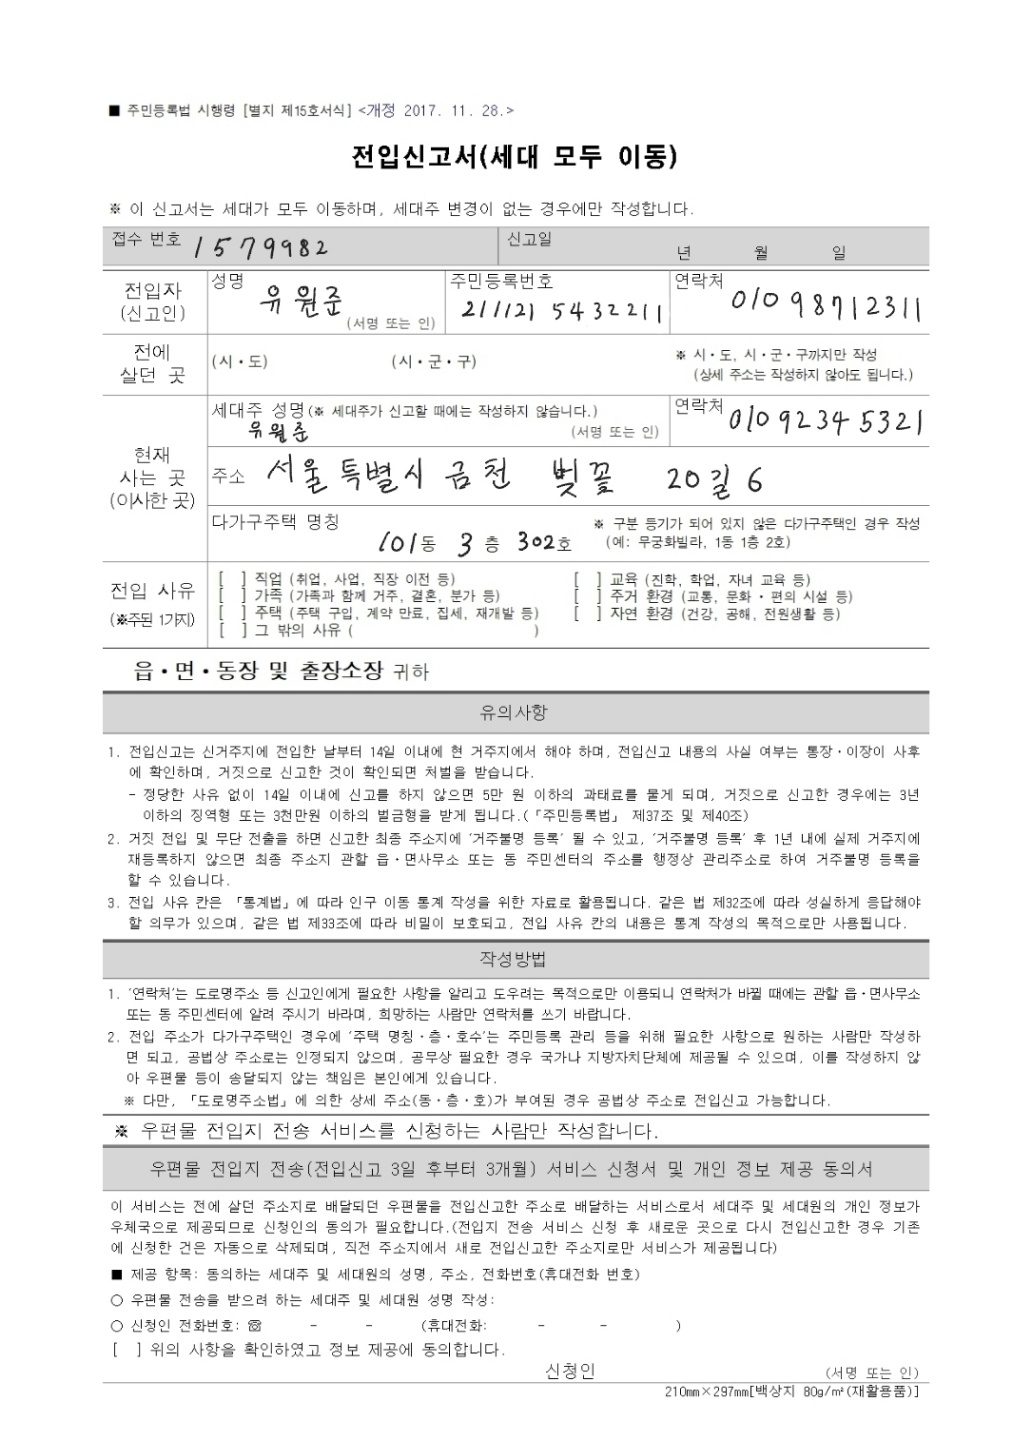 ■ 주민등록법 시행령 [별지 제15호서식] <개정 2017. 11. 28.>
전입신고서(세대 모두 이동)
※ 이 신고서는 세대가 모두 이동하며, 세대주 변경이 없는 경우에만 작성합니다.
접수 번호 1579982 신고일 년 월 일
전입자 (신고인) 성명 유원준 (서명 또는 인) 주민등록번호 211121 5432211 연락처 010 98712311
전에 살던 곳 (시·도) (시·군·구) ※ 시·도, 시·군·구까지만 작성
(상세 주소는 작성하지 않아도 됩니다.)
현재 사는 곳 (이사한 곳) 세대주 성명(※ 세대주가 신고할 때에는 작성하지 않습니다.) 연락처 010 9234 5321
유원준 (서명 또는 인)
주소 서울특별시 금천 벚꽃 20길 6
다가구주택 명칭 ※ 구분 등기가 되어 있지 않은 다가구주택인 경우 작성
101동 3층 302호 (예: 무궁화빌라, 1동 1층 2호)
전입 사유 (※주된 1가지)
[ ] 직업 (취업, 사업, 직장 이전 등) [ ] 교육 (진학, 학업, 자녀 교육 등)
[ ] 가족 (가족과 함께 거주, 결혼, 분가 등) [ ] 주거 환경 (교통, 문화·편의 시설 등)
[ ] 주택 (주택 구입, 계약 만료, 집세, 재개발 등) [ ] 자연 환경 (건강, 공해, 전원생활 등)
[ ] 그 밖의 사유 ( )
읍·면·동장 및 출장소장 귀하
유의사항
1. 전입신고는 신거주지에 전입한 날부터 14일 이내에 현 거주지에서 해야 하며, 전입신고 내용의 사실 여부는 통장·이장이 사후
에 확인하며, 거짓으로 신고한 것이 확인되면 처벌을 받습니다.
- 정당한 사유 없이 14일 이내에 신고를 하지 않으면 5만 원 이하의 과태료를 물게 되며, 거짓으로 신고한 경우에는 3년
이하의 징역형 또는 3천만원 이하의 벌금형을 받게 됩니다.(「주민등록법」 제37조 및 제40조)
2. 거짓 전입 및 무단 전출을 하면 신고한 최종 주소지에 '거주불명 등록' 될 수 있고, '거주불명 등록' 후 1년 내에 실제 거주지에
재등록하지 않으면 최종 주소지 관할 읍·면사무소 또는 동 주민센터의 주소를 행정상 관리주소로 하여 거주불명 등록을
할 수 있습니다.
3. 전입 사유 칸은 「통계법」에 따라 인구 이동 통계 작성을 위한 자료로 활용됩니다. 같은 법 제32조에 따라 성실하게 응답해야
할 의무가 있으며, 같은 법 제33조에 따라 비밀이 보호되고, 전입 사유 칸의 내용은 통계 작성의 목적으로만 사용됩니다.
작성방법
1. '연락처'는 도로명주소 등 신고인에게 필요한 사항을 알리고 도우려는 목적으로만 이용되니 연락처가 바뀔 때에는 관할 읍·면사무소
또는 동 주민센터에 알려 주시기 바라며, 희망하는 사람만 연락처를 쓰기 바랍니다.
2. 전입 주소가 다가구주택인 경우에 '주택 명칭·층·호수'는 주민등록 관리 등을 위해 필요한 사항으로 원하는 사람만 작성하
면 되고, 공법상 주소로는 인정되지 않으며, 공무상 필요한 경우 국가나 지방자치단체에 제공될 수 있으며, 이를 작성하지 않
아 우편물 등이 송달되지 않는 책임은 본인에게 있습니다.
※ 다만, 「도로명주소법」에 의한 상세 주소(동·층·호)가 부여된 경우 공법상 주소로 전입신고 가능합니다.
※ 우편물 전입지 전송 서비스를 신청하는 사람만 작성합니다.
우편물 전입지 전송(전입신고 3일 후부터 3개월) 서비스 신청서 및 개인 정보 제공 동의서
이 서비스는 전에 살던 주소지로 배달되던 우편물을 전입신고한 주소로 배달하는 서비스로서 세대주 및 세대원의 개인 정보가
우체국으로 제공되므로 신청인의 동의가 필요합니다.(전입지 전송 서비스 신청 후 새로운 곳으로 다시 전입신고한 경우 기존
에 신청한 건은 자동으로 삭제되며, 직전 주소지에서 새로 전입신고한 주소지로만 서비스가 제공됩니다)
■ 제공 항목: 동의하는 세대주 및 세대원의 성명, 주소, 전화번호(휴대전화 번호)
○ 우편물 전송을 받으려 하는 세대주 및 세대원 성명 작성:
○ 신청인 전화번호: ☏ - - (휴대전화: - - )
[ ] 위의 사항을 확인하였고 정보 제공에 동의합니다.
신청인 (서명 또는 인)
210mm×297mm[백상지 80g/㎡(재활용품)]